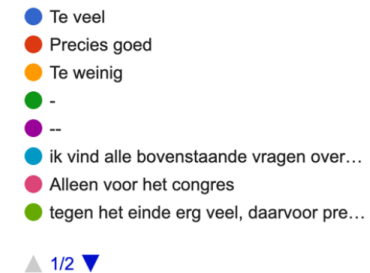 Te veel
Precies goed
Te weinig
-
--
ik vind alle bovenstaande vragen over…
Alleen voor het congres
tegen het einde erg veel, daarvoor pre…
1/2